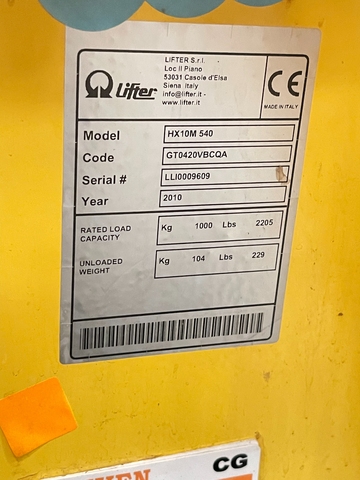 LIFTER S.r.l.
Loc Il Piano
53031 Casole d'Elsa
Siena Italy
info@lifter.it -
www.lifter.it
Lifter
CE
MADE IN ITALY
Model HX10M 540
Code GT0420VBCQA
Serial # LLI0009609
Year 2010
RATED LOAD
CAPACITY
Kg 1000 Lbs 2205
UNLOADED
WEIGHT
Kg 104 Lbs 229
CG